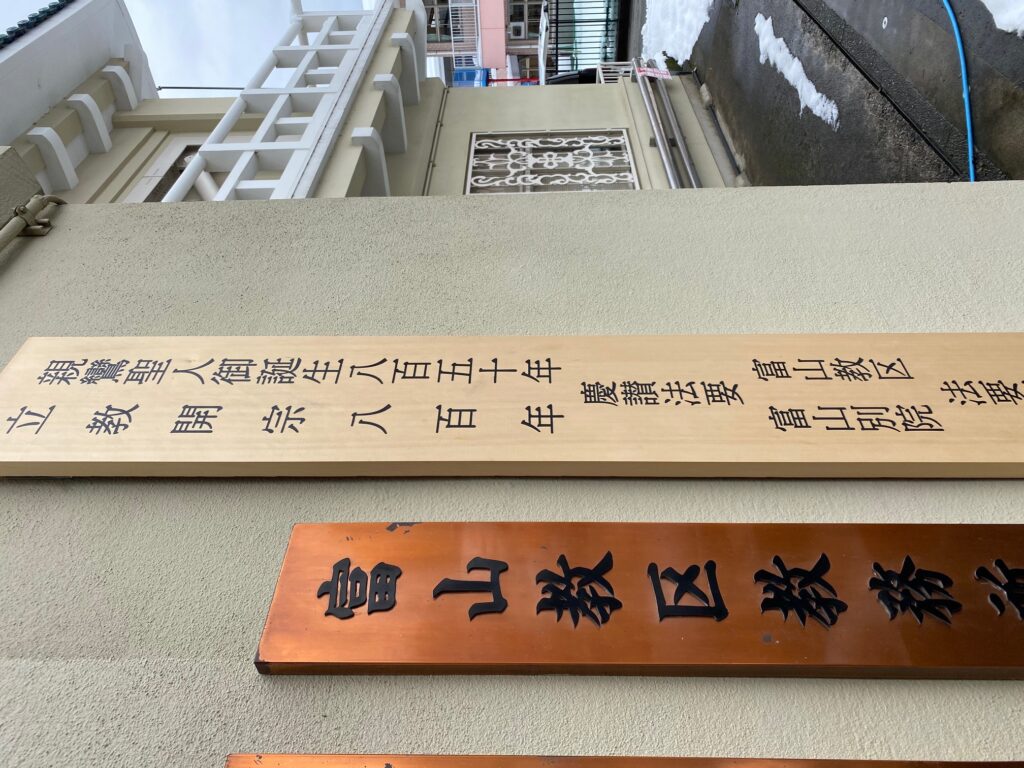 親鸞聖人御誕生八百五十年
立教開宗八百年
慶讃法要
富山教区
富山別院
法要
富山教区教務